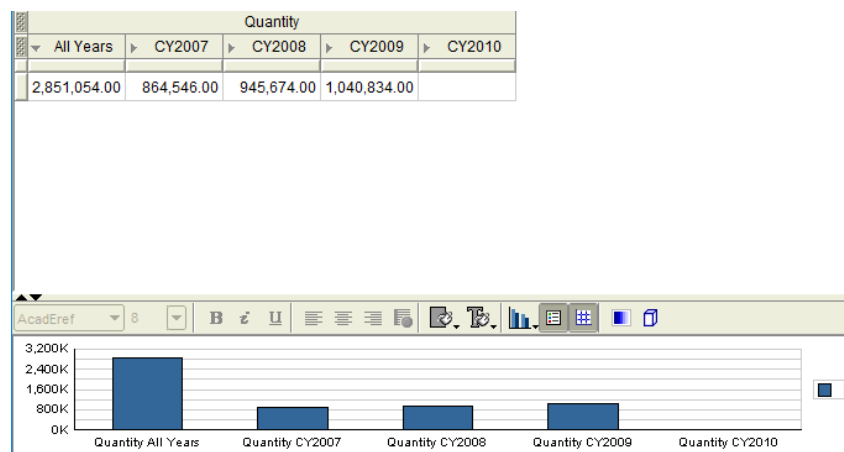 Quantity
All Years CY2007 CY2008 CY2009 CY2010
2,851,054.00 864,546.00 945,674.00 1,040,834.00
AcadEref 8 B i U
3,200K
2,400K
1,600K
800K
0K
Quantity All Years Quantity CY2007 Quantity CY2008 Quantity CY2009 Quantity CY2010